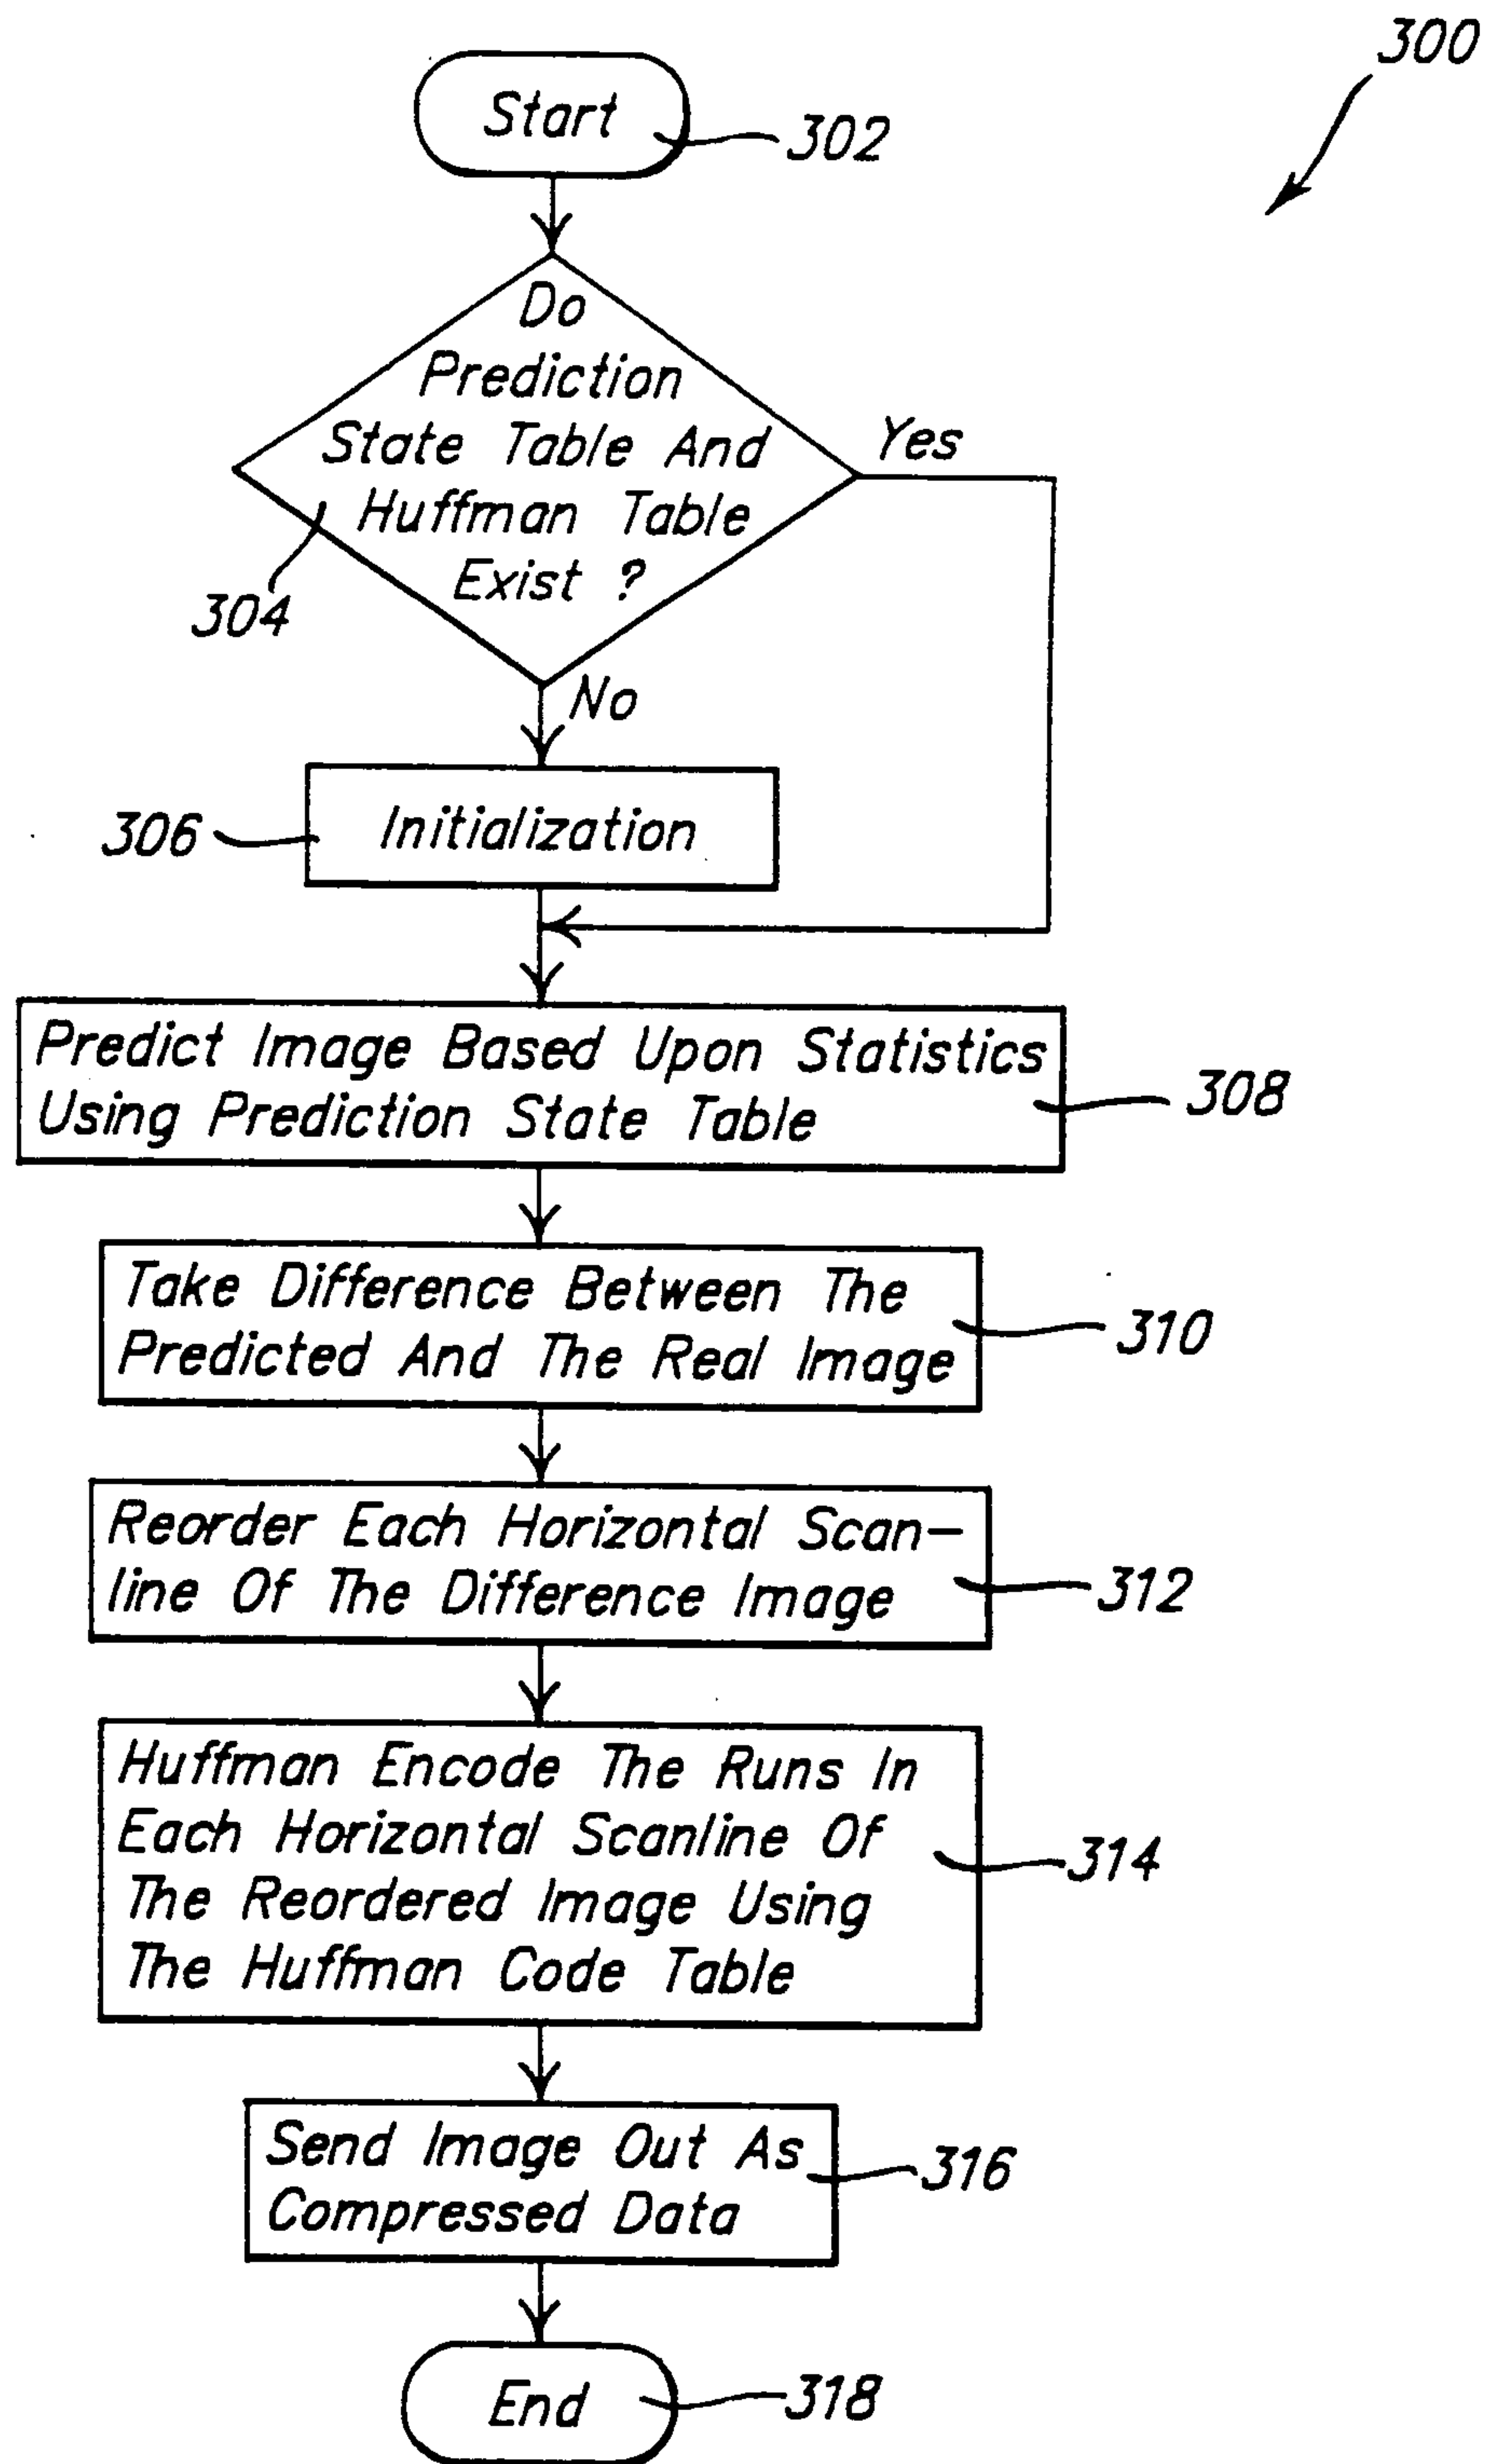 300
Start
302
Do
Prediction
State Table And
Huffman Table
Exist ?
Yes
304
No
306
Initialization
Predict Image Based Upon Statistics
Using Prediction State Table
308
Take Difference Between The
Predicted And The Real Image
310
Reorder Each Horizontal Scan-
line Of The Difference Image
312
Huffman Encode The Runs In
Each Horizontal Scanline Of
The Reordered Image Using
The Huffman Code Table
314
Send Image Out As
Compressed Data
316
End
318